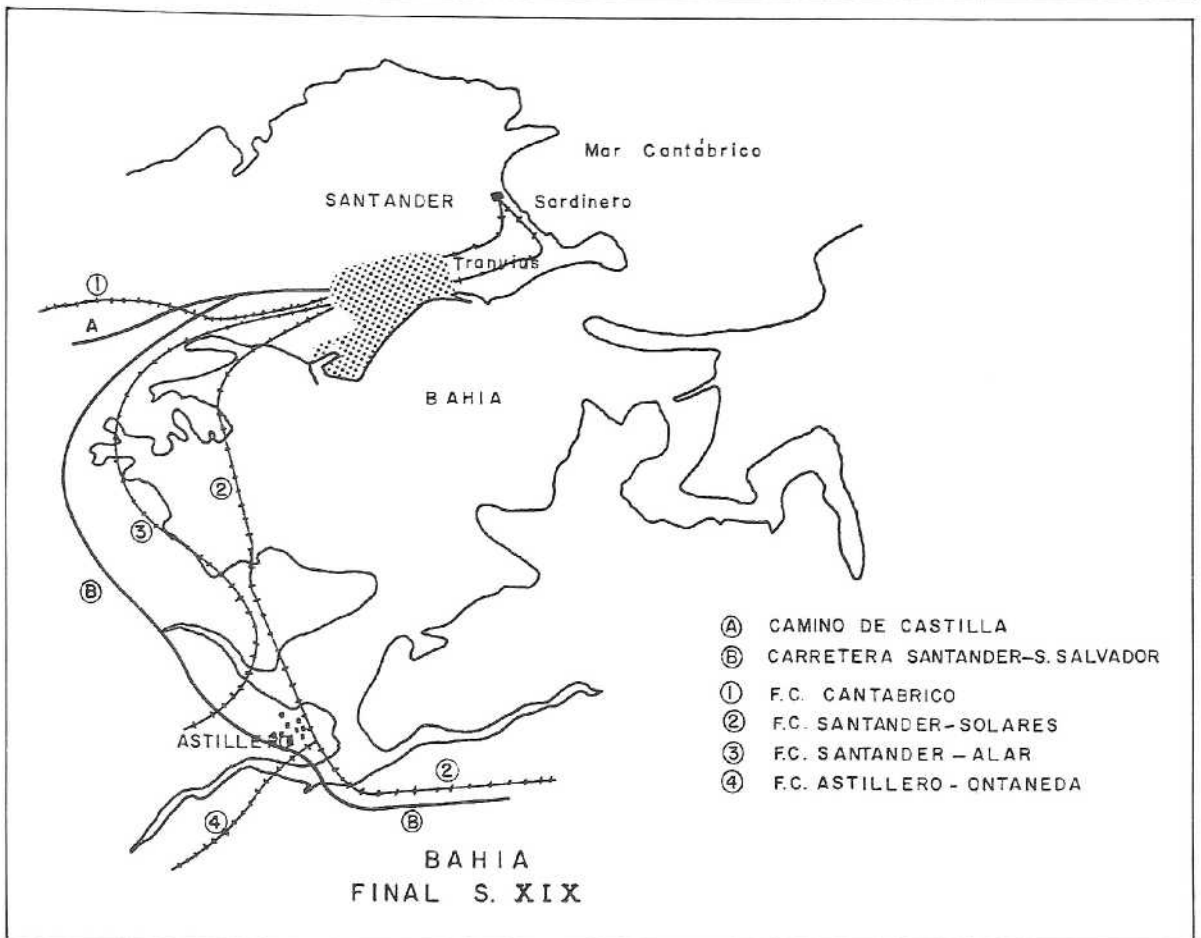 Mar Cantábrico
SANTANDER
Sardinero
Tranvias
1
A
BAHIA
2
3
B
A CAMINO DE CASTILLA
B CARRETERA SANTANDER-S. SALVADOR
1 F.C. CANTABRICO
2 F.C. SANTANDER-SOLARES
3 F.C. SANTANDER-ALAR
4 F.C. ASTILLERO-ONTANEDA
ASTILLERO
2
4
B
BAHIA
FINAL S. XIX